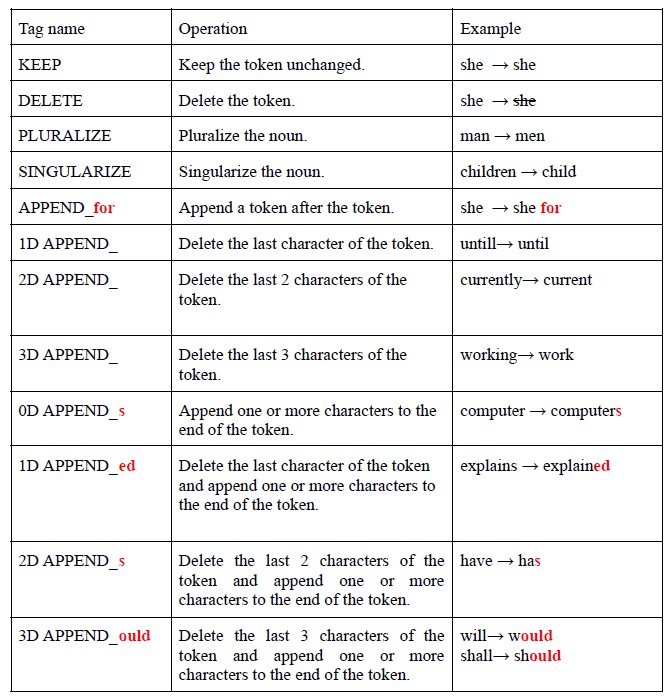 Tag name Operation Example
KEEP Keep the token unchanged. she → she
DELETE Delete the token. she → she
PLURALIZE Pluralize the noun. man → men
SINGULARIZE Singularize the noun. children → child
APPEND_for Append a token after the token. she → she for
1D APPEND_ Delete the last character of the token. untill→ until
2D APPEND_ Delete the last 2 characters of the currently→ current
token.
3D APPEND_ Delete the last 3 characters of the working→ work
token.
0D APPEND_s Append one or more characters to the computer → computers
end of the token.
1D APPEND_ed Delete the last character of the token explains → explained
and append one or more characters to
the end of the token.
2D APPEND_s Delete the last 2 characters of the have → has
token and append one or more
characters to the end of the token.
3D APPEND_ould Delete the last 3 characters of the will→ would
token and append one or more shall→ should
characters to the end of the token.